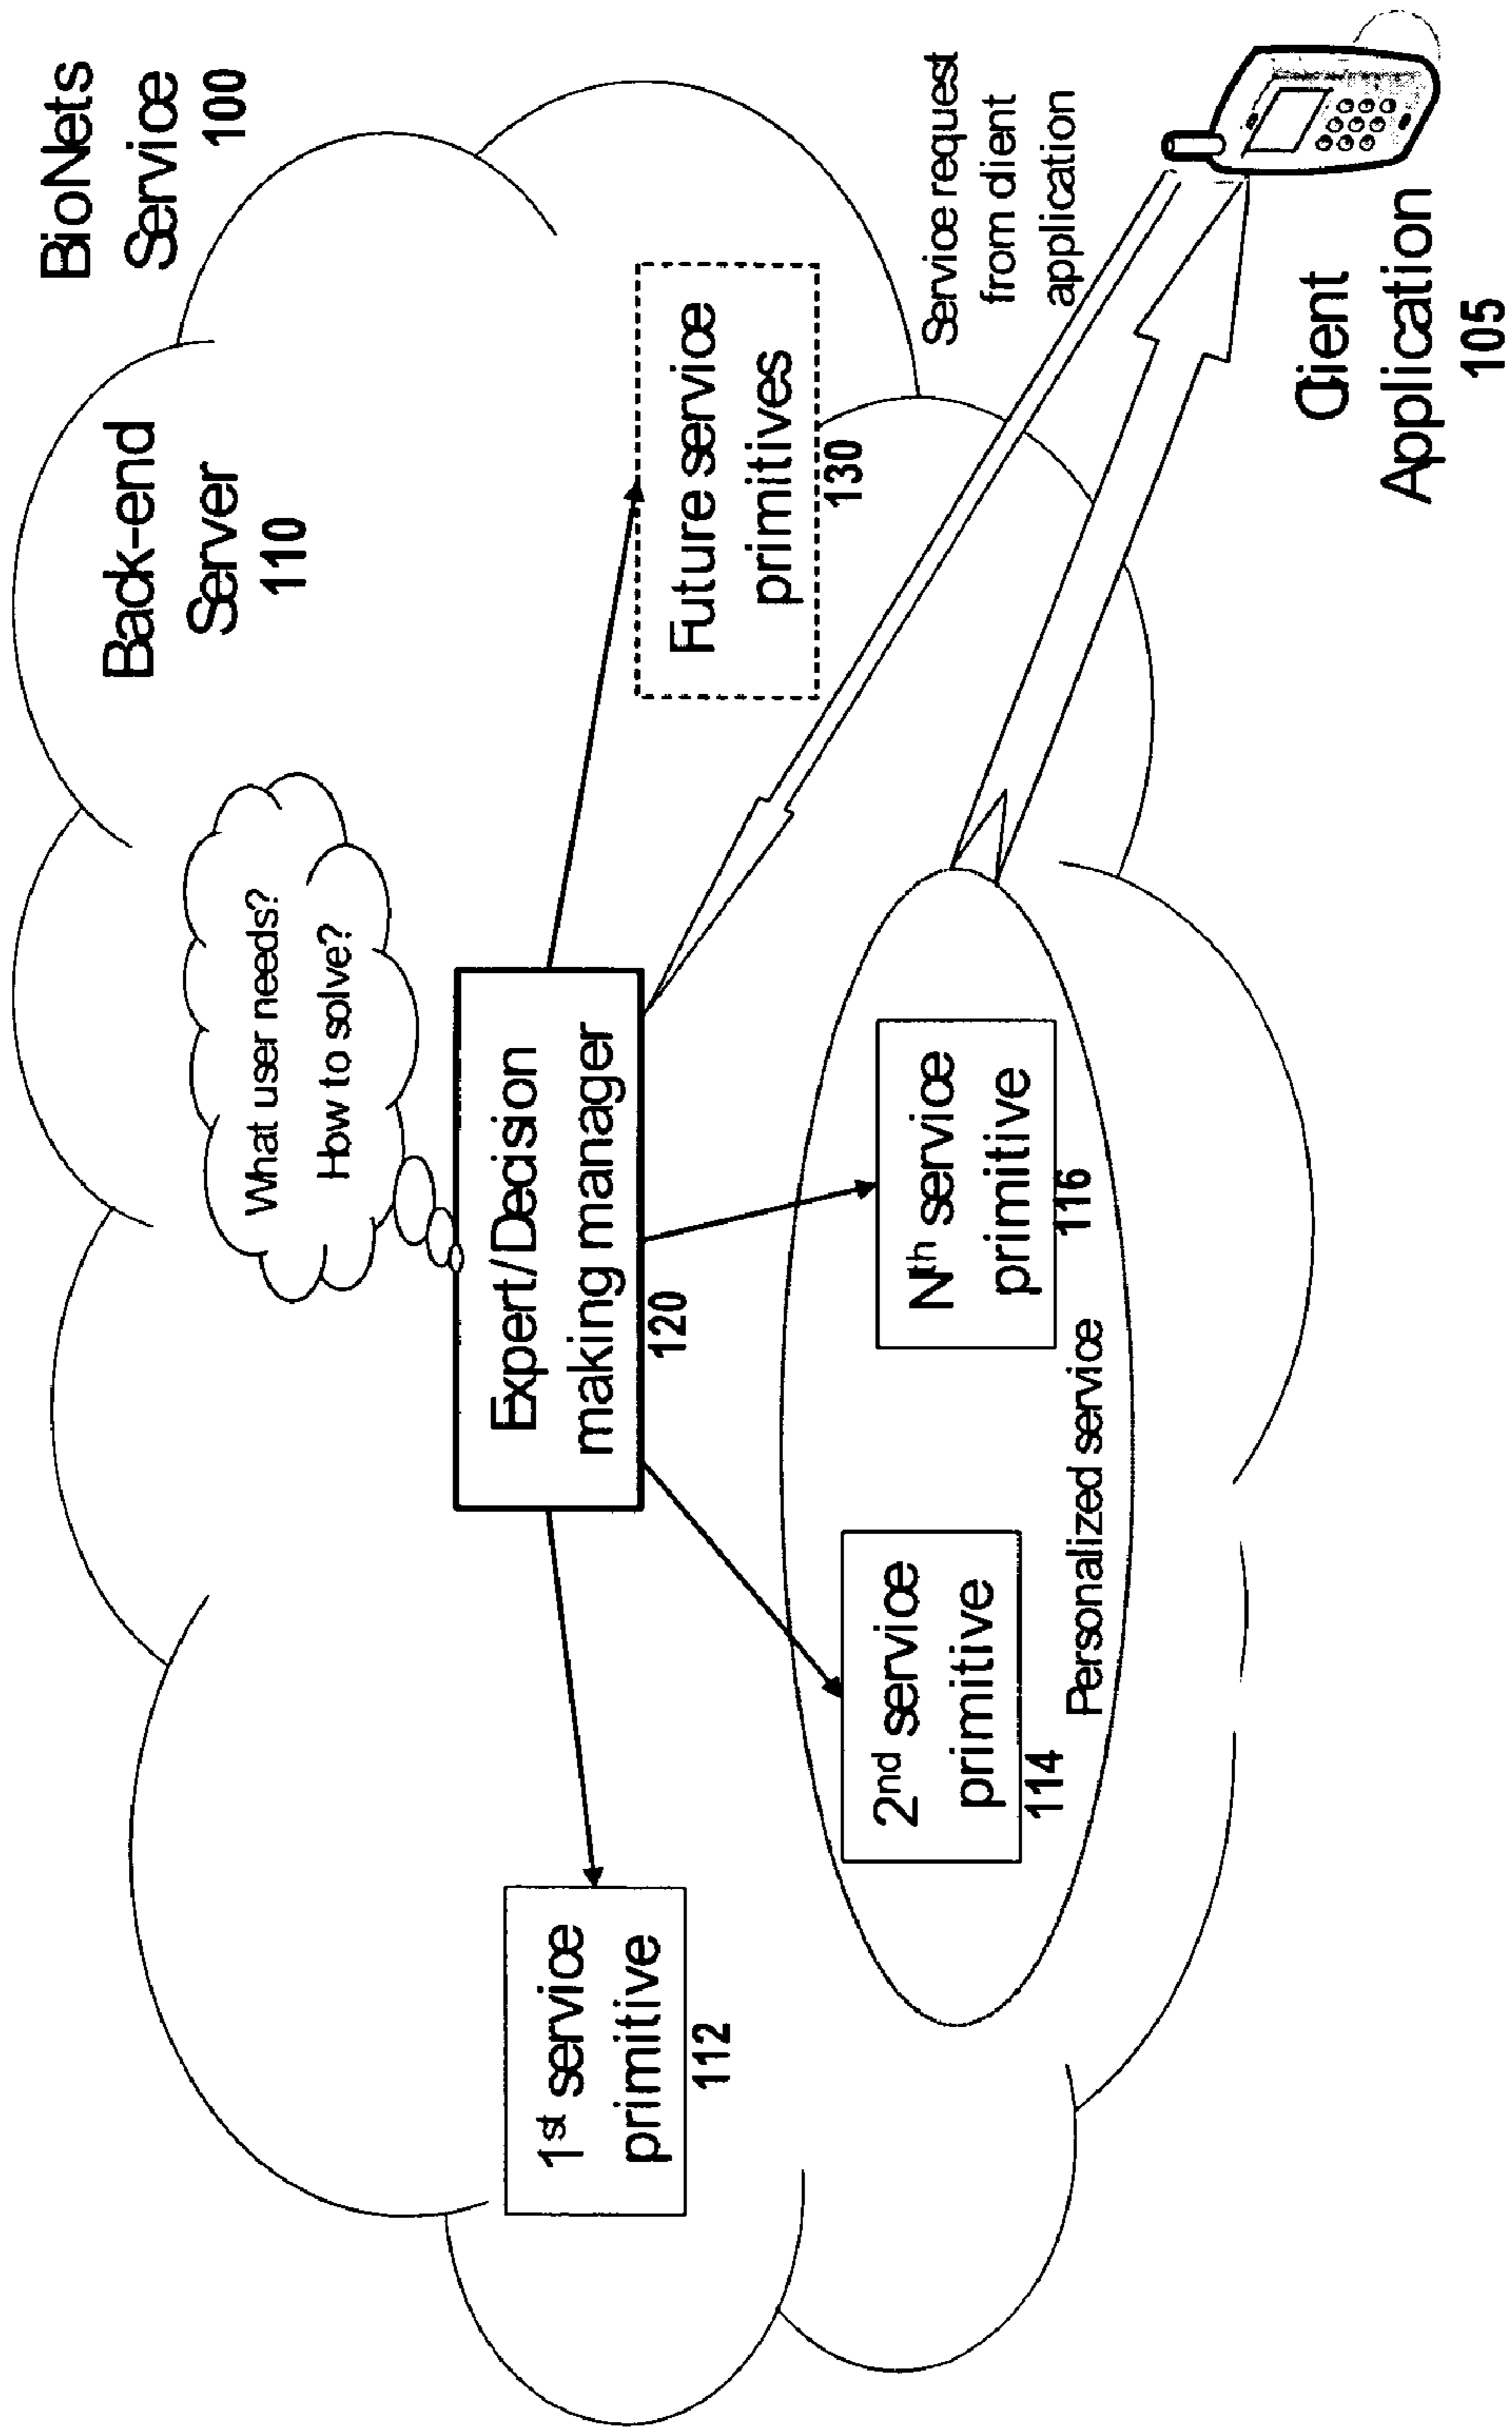 BioNets
Service
100
Back-end
Server
110
What user needs?
How to solve?
Expert/Decision
making manager
120
1st service
primitive
112
Future service
primitives
130
2nd service
primitive
114
Nth service
primitive
116
Personalized service
Service request
from client
application
Client
Application
105